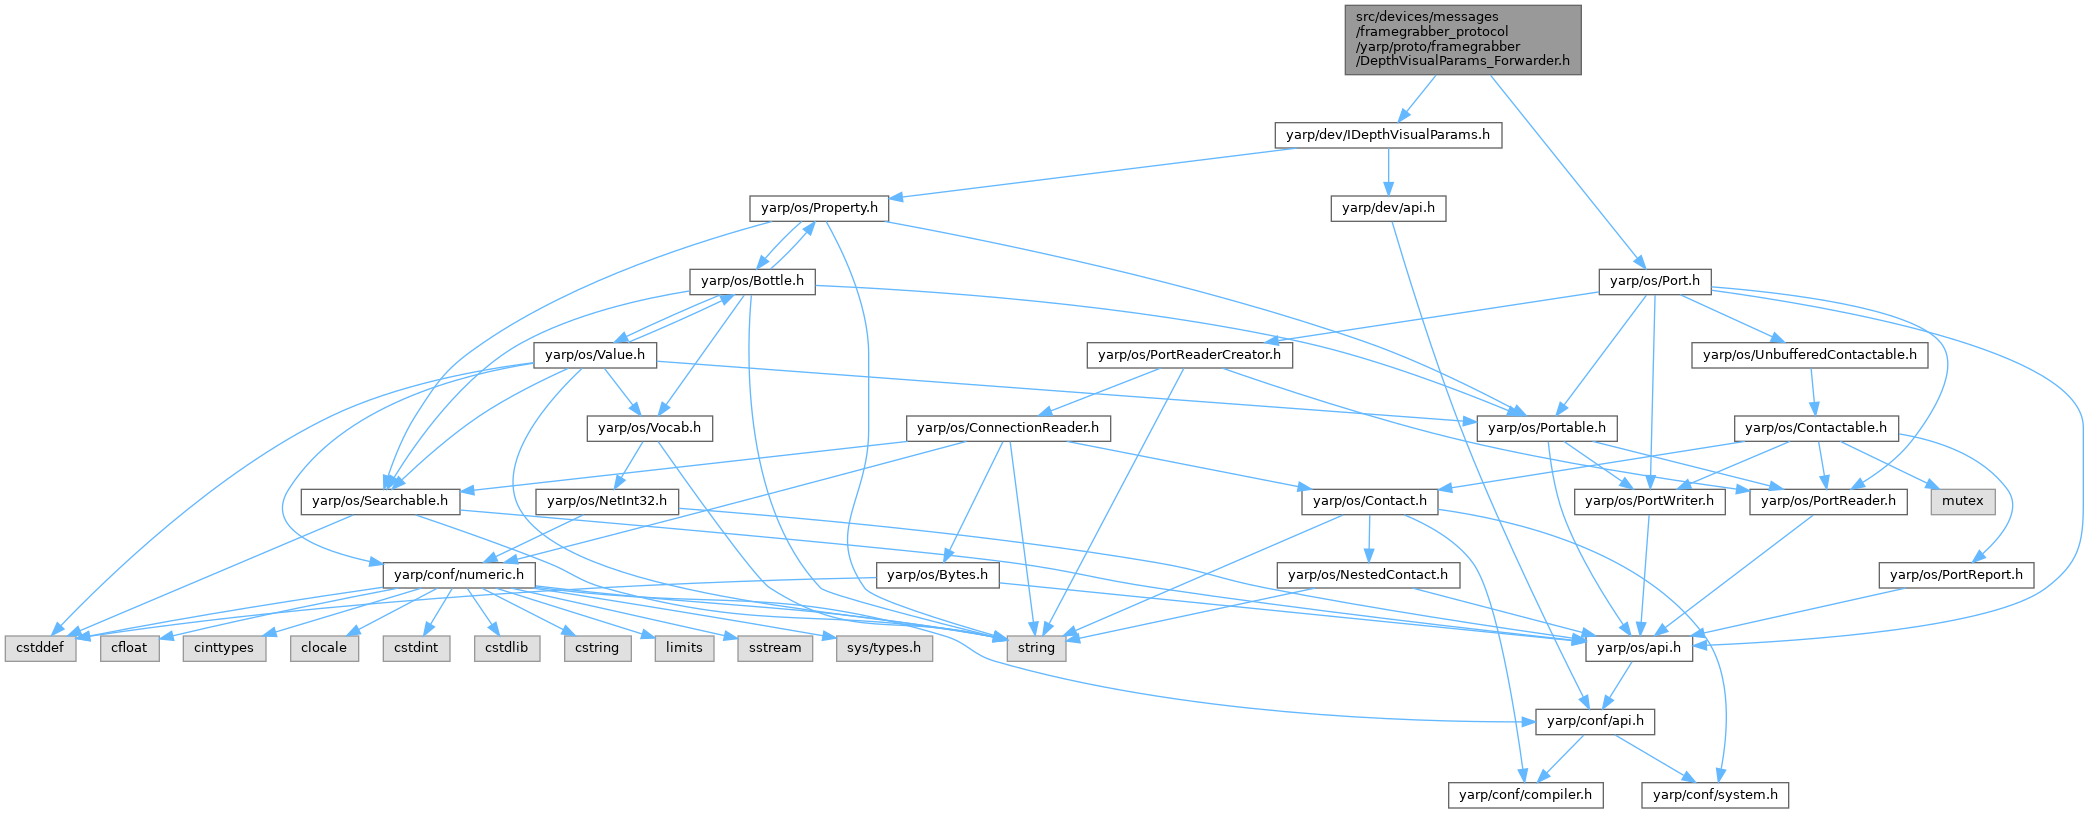 src/devices/messages
/framegrabber_protocol
/yarp/proto/framegrabber
/DepthVisualParams_Forwarder.h
yarp/dev/IDepthVisualParams.h
yarp/os/Property.h
yarp/dev/api.h
yarp/os/Bottle.h
yarp/os/Port.h
yarp/os/Value.h
yarp/os/PortReaderCreator.h
yarp/os/UnbufferedContactable.h
yarp/os/Vocab.h
yarp/os/ConnectionReader.h
yarp/os/Portable.h
yarp/os/Contactable.h
yarp/os/Searchable.h
yarp/os/NetInt32.h
yarp/os/Contact.h
yarp/os/PortWriter.h
yarp/os/PortReader.h
mutex
yarp/conf/numeric.h
yarp/os/Bytes.h
yarp/os/NestedContact.h
yarp/os/PortReport.h
cstddef
cfloat
cinttypes
clocale
cstdint
cstdlib
cstring
limits
sstream
sys/types.h
string
yarp/os/api.h
yarp/conf/api.h
yarp/conf/compiler.h
yarp/conf/system.h